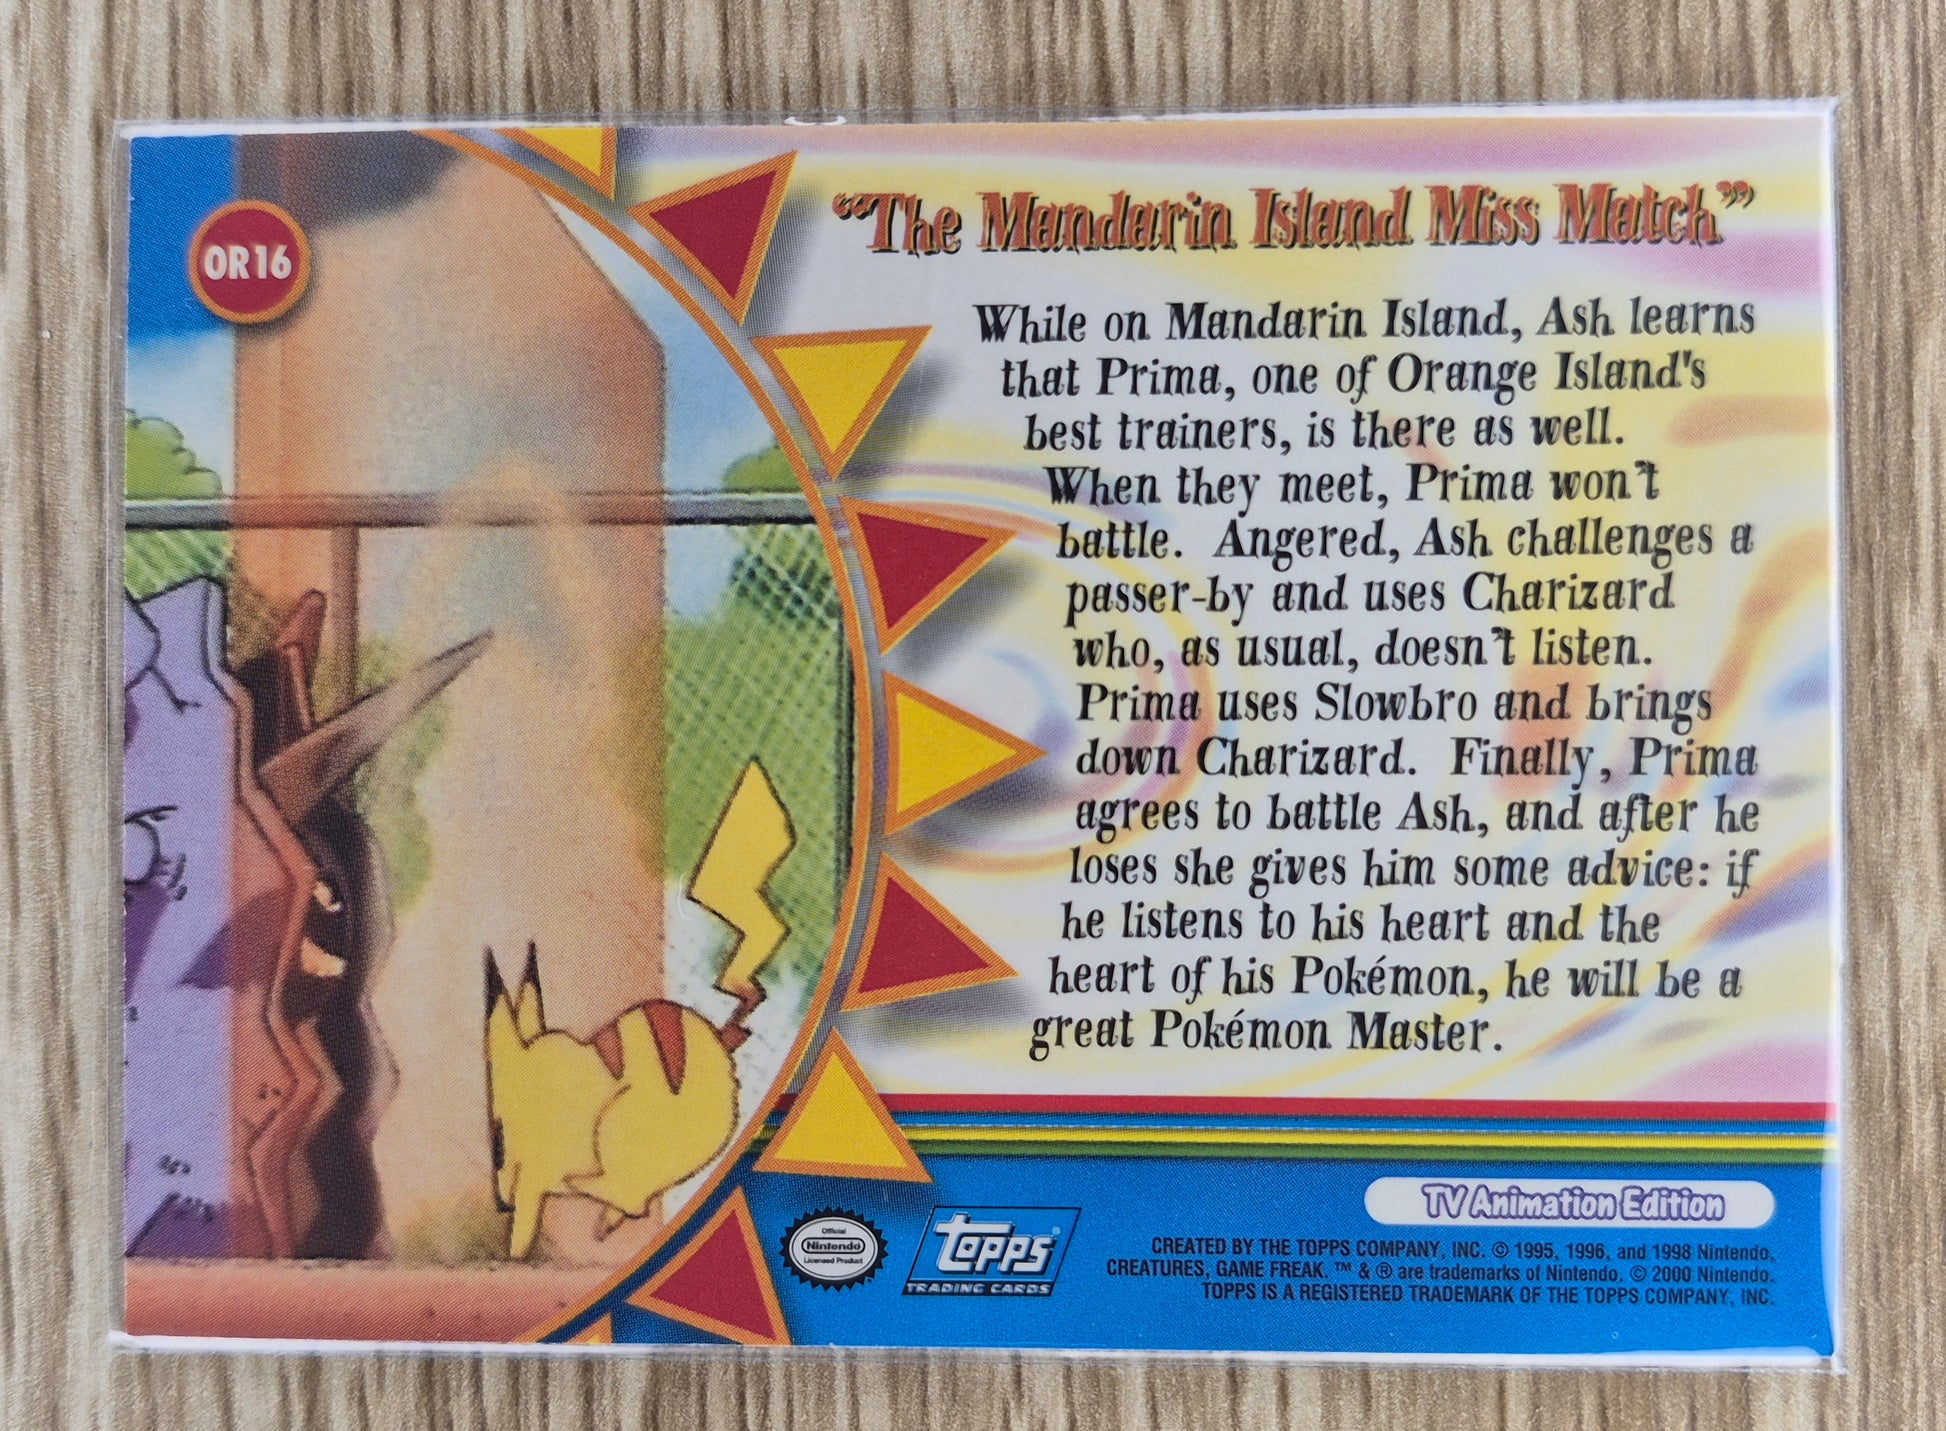 OR16
“The Mandarin Island Miss Match”
While on Mandarin Island, Ash learns
that Prima, one of Orange Island's
best trainers, is there as well.
When they meet, Prima won't
battle. Angered, Ash challenges a
passer-by and uses Charizard
who, as usual, doesn't listen.
Prima uses Slowbro and brings
down Charizard. Finally, Prima
agrees to battle Ash, and after he
loses she gives him some advice: if
he listens to his heart and the
heart of his Pokémon, he will be a
great Pokémon Master.
TV Animation Edition
Official
Nintendo
Licensed Product
topps®
TRADING CARDS
CREATED BY THE TOPPS COMPANY, INC. © 1995, 1996, and 1998 Nintendo,
CREATURES, GAME FREAK. ™ & ® are trademarks of Nintendo. © 2000 Nintendo.
TOPPS IS A REGISTERED TRADEMARK OF THE TOPPS COMPANY, INC.